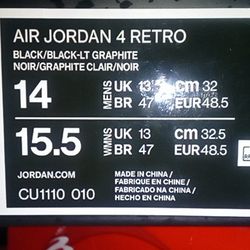 AIR JORDAN 4 RETRO
BLACK/BLACK-LT GRAPHITE
NOIR/GRAPHITE CLAIR/NOIR
14 MENS UK 13 cm 32
BR 47 EUR 48.5
15.5 WMNS UK 13 cm 32.5
BR 47 EUR 48.5
JORDAN.COM
CU1110 010
MADE IN CHINA/
FABRIQUE EN CHINE/
FABRICADO NA CHINA/
HECHO EN CHINA